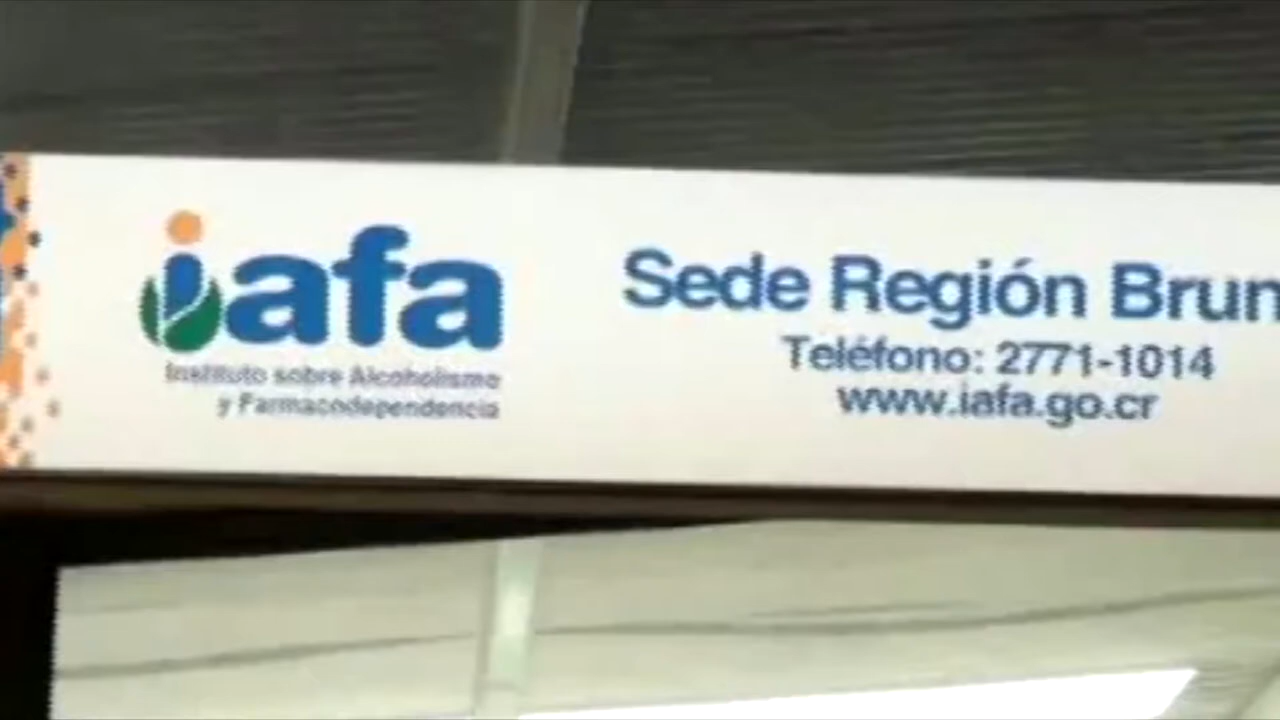 iafa
Instituto sobre Alcoholismo
y Farmacodependencia
Sede Región Brun
Teléfono: 2771-1014
www.iafa.go.cr